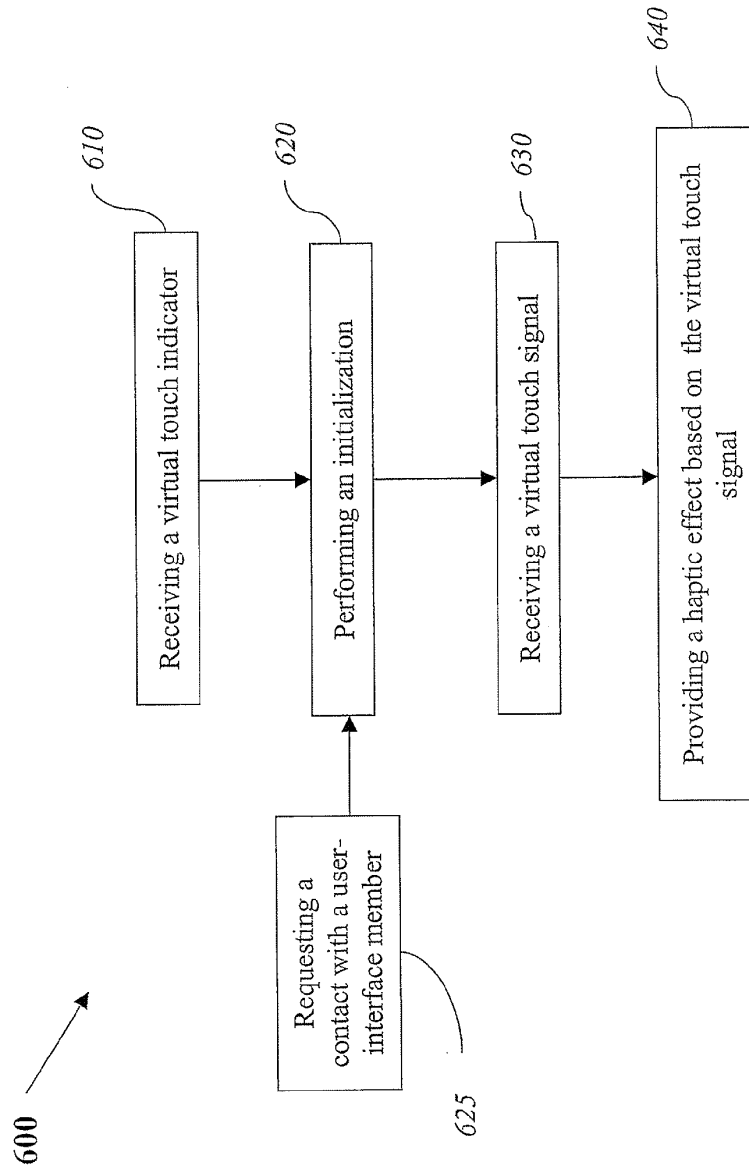 600
Receiving a virtual touch indicator
610
Performing an initialization
620
Requesting a
contact with a user-
interface member
625
Receiving a virtual touch signal
630
Providing a haptic effect based on the virtual touch
signal
640